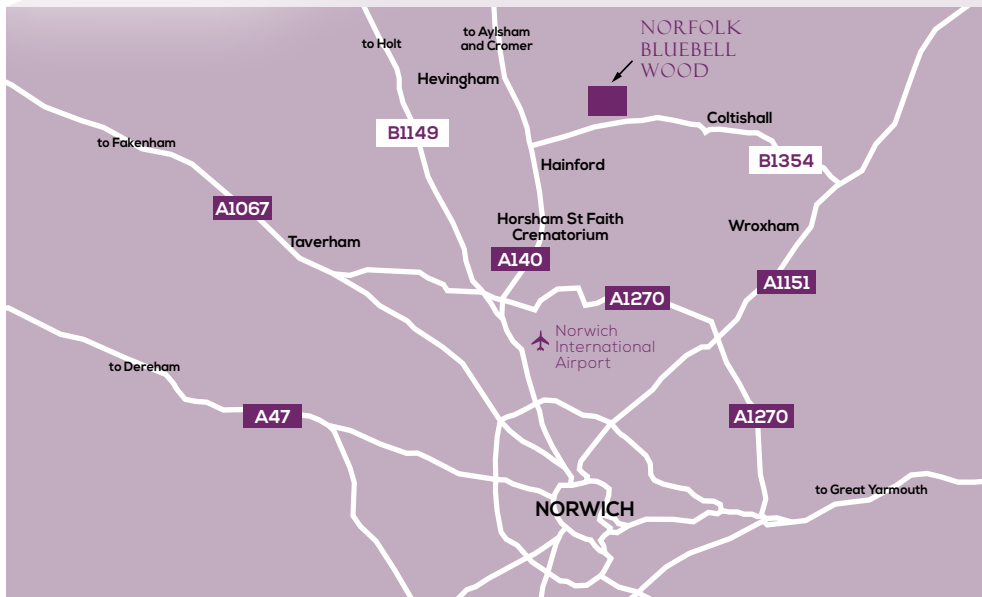 to Holt
to Aylsham
and Cromer
NORFOLK
BLUEBELL
WOOD
Hevingham
Coltishall
B1149
to Fakenham
B1354
Hainford
A1067
Horsham St Faith
Crematorium
Wroxham
Taverham
A140
A1151
A1270
Norwich
International
Airport
to Dereham
A47
A1270
to Great Yarmouth
NORWICH